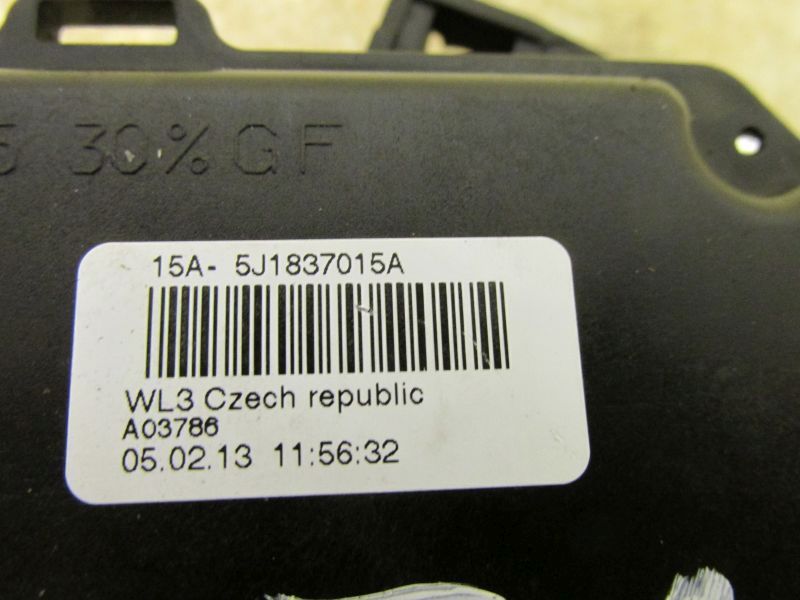 30%GF
15A- 5J1837015A
WL3 Czech republic
A03786
05.02.13 11:56:32